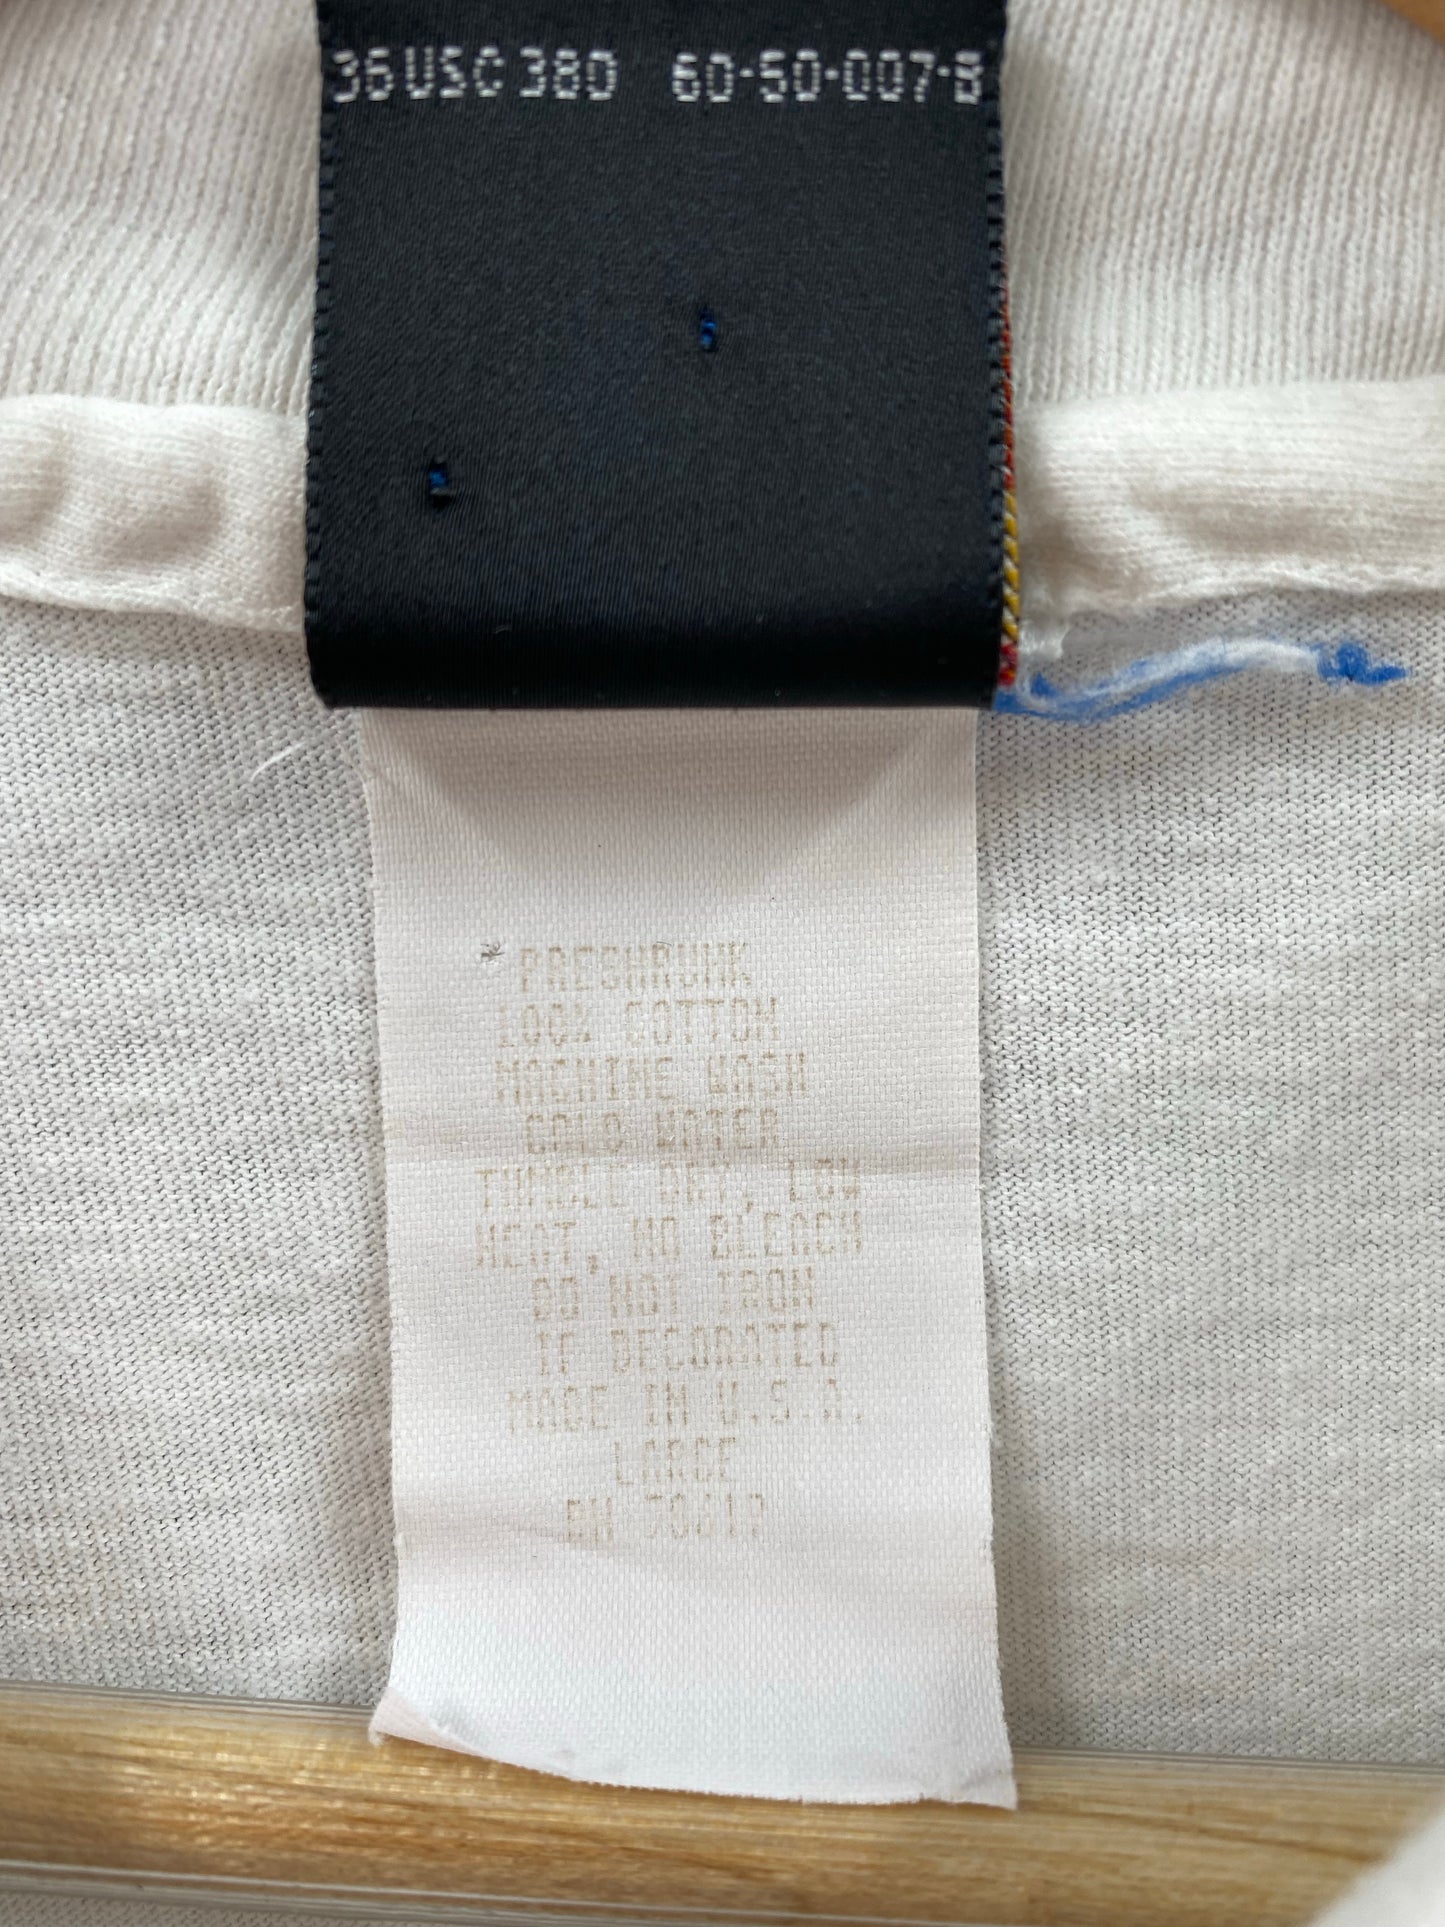 36USC380 60-50-007-B
PRESHRUNK
100% COTTON
MACHINE WASH
COLD WATER
TUMBLE DRY, LOW
HEAT, NO BLEACH
DO NOT IRON
IF DECORATED
MADE IN U.S.A.
LARGE
RN